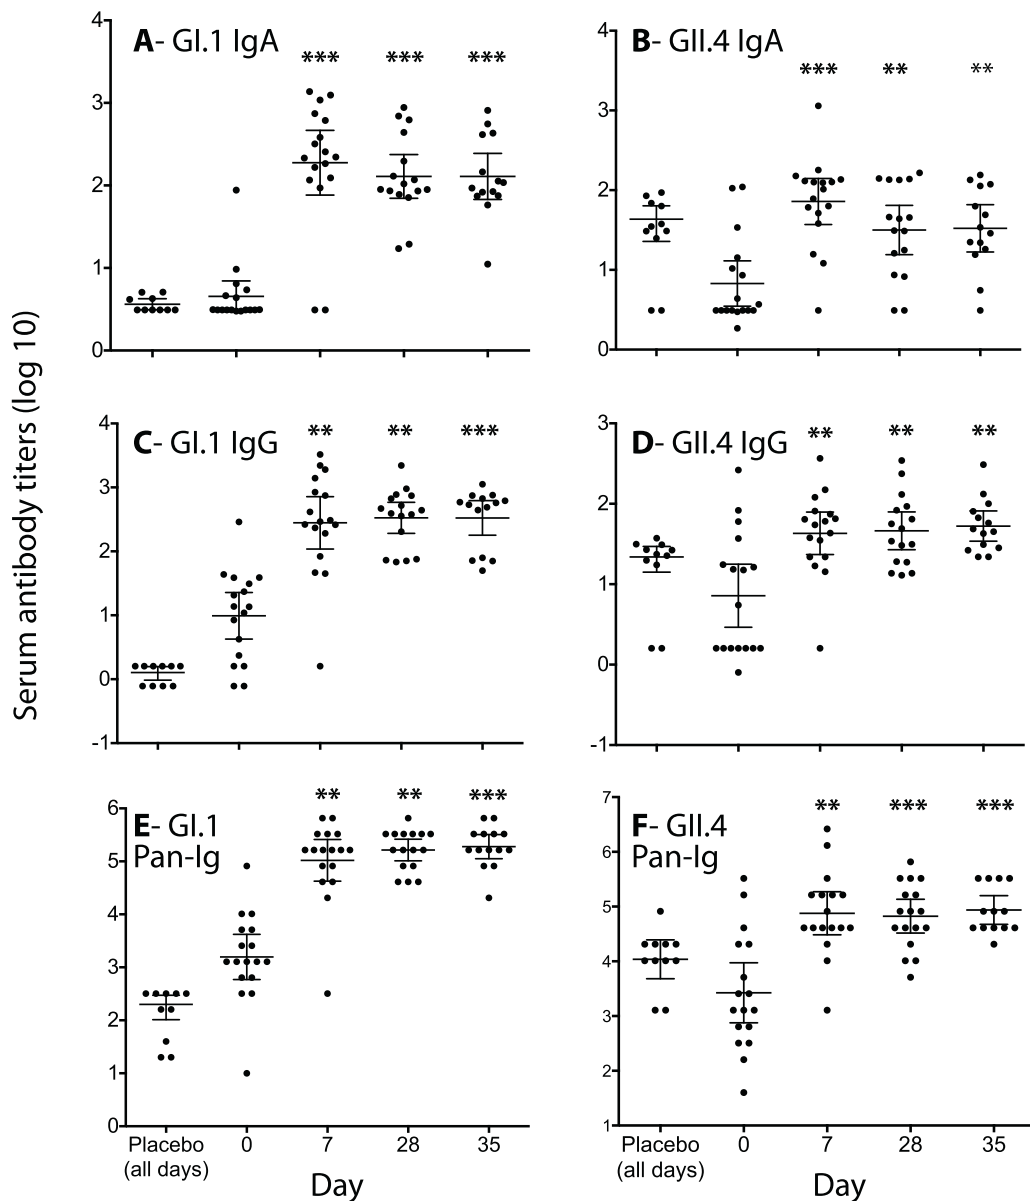 Serum antibody titers (log 10)
A- GI.1 IgA
*** *** ***
4
3
2
1
0
B- GII.4 IgA
*** ** **
4
3
2
1
0
C- GI.1 IgG
** ** ***
4
3
2
1
0
-1
D- GII.4 IgG
** ** **
3
2
1
0
-1
E- GI.1
Pan-Ig
** ** ***
6
5
4
3
2
1
0
Placebo 0 7 28 35
(all days)
Day
F- GII.4
Pan-Ig
** *** ***
7
6
5
4
3
2
1
Placebo 0 7 28 35
(all days)
Day